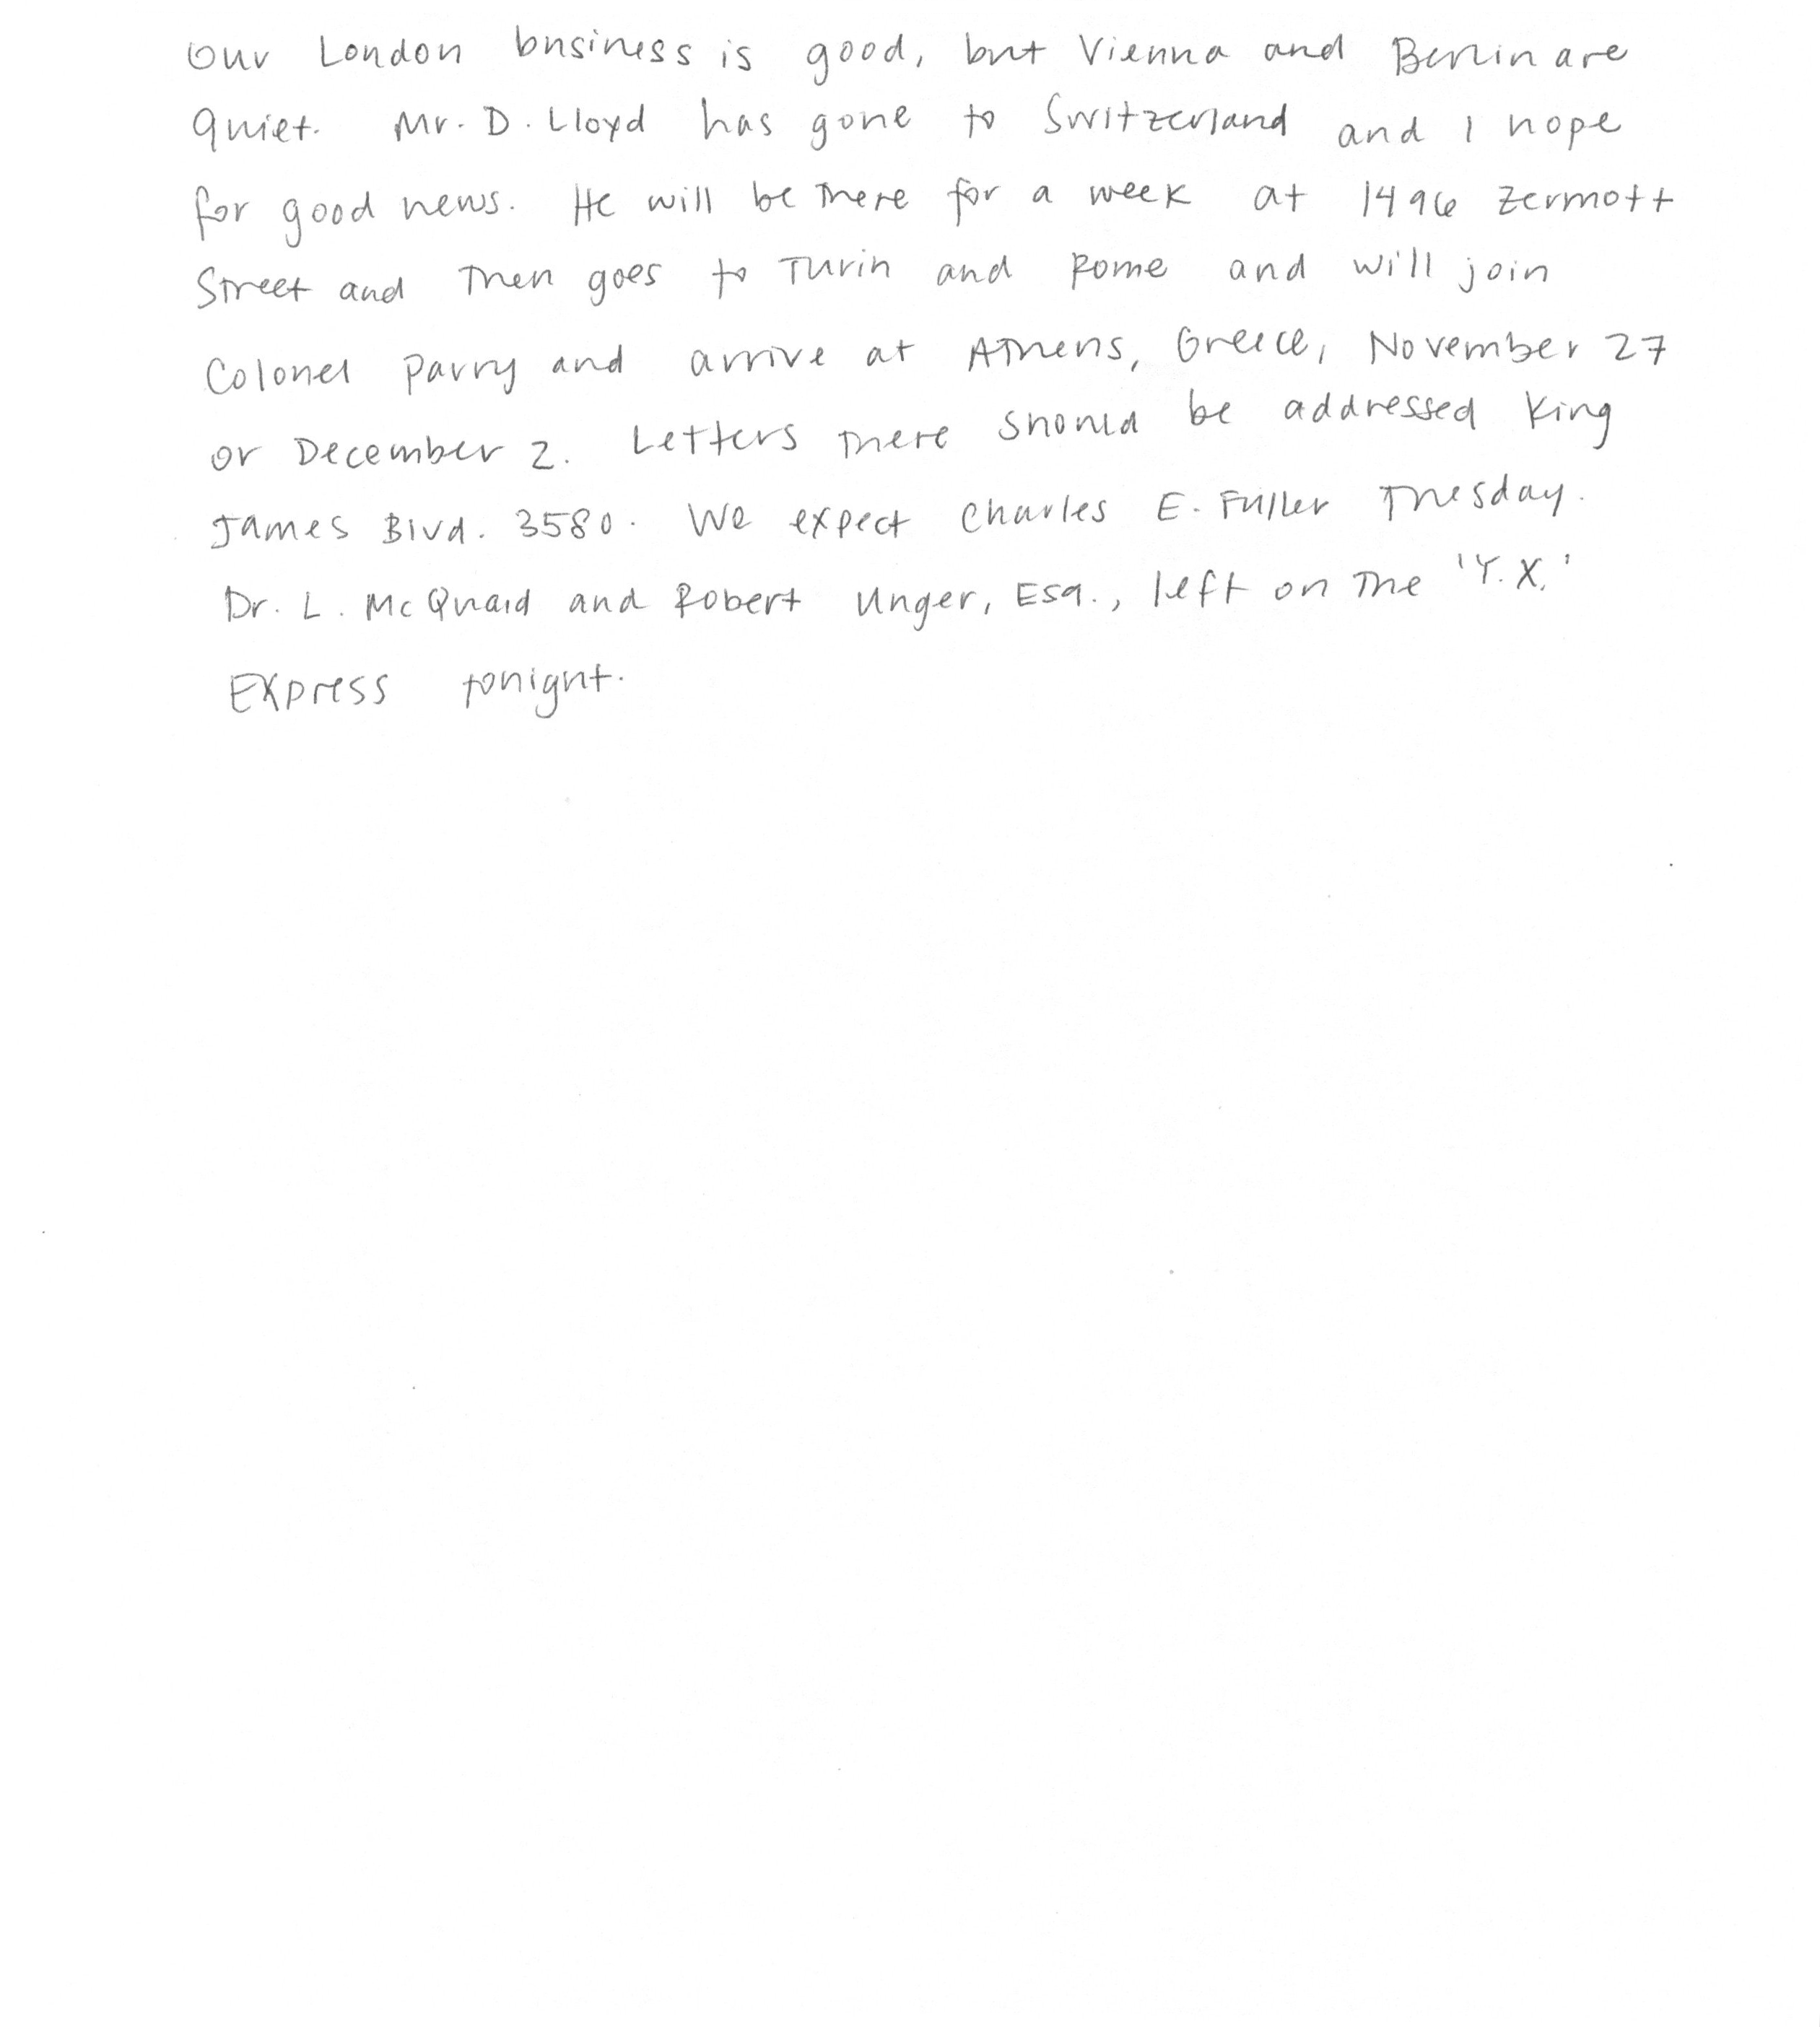 Our London business is good, but Vienna and Berlin are
quiet. Mr. D. Lloyd has gone to Switzerland and I hope
for good news. He will be there for a week at 1496 Zermott
Street and then goes to Turin and Rome and will join
Colonel Parry and arrive at Athens, Greece, November 27
or December 2. Letters there should be addressed King
James Blvd. 3580. We expect Charles E. Fuller Tuesday.
Dr. L. McQuaid and Robert Unger, Esq., left on the 'Y.X.'
Express tonight.